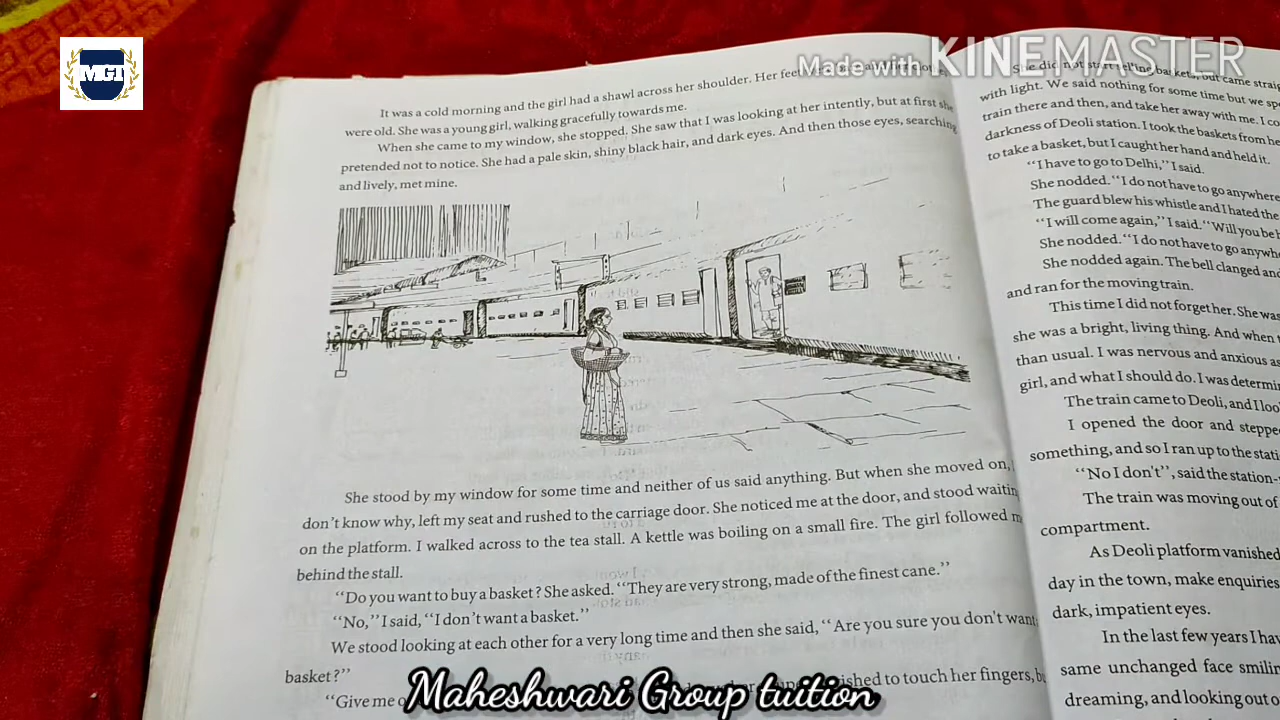 MGT
Made with KINEMASTER
It was a cold morning and the girl had a shawl across her shoulder. Her feet
were old. She was a young girl, walking gracefully towards me.
When she came to my window, she stopped. She saw that I was looking at her intently, but at first she
pretended not to notice. She had a pale skin, shiny black hair, and dark eyes. And then those eyes, searching
and lively, met mine.
She stood by my window for some time and neither of us said anything. But when she moved on,
don't know why, left my seat and rushed to the carriage door. She noticed me at the door, and stood waitin
on the platform. I walked across to the tea stall. A kettle was boiling on a small fire. The girl followed
behind the stall.
“Do you want to buy a basket? She asked. “They are very strong, made of the finest cane.”
“No,” I said, “I don't want a basket.”
We stood looking at each other for a very long time and then she said, “Are you sure you don't want
basket?”
“Give me o
ished to touch her fingers,
She did not start selling baskets, but came straig
with light. We said nothing for some time but we sp
train there and then, and take her away with me. I co
darkness of Deoli station. I took the baskets from he
to take a basket, but I caught her hand and held it.
“I have to go to Delhi,” I said.
She nodded. “I do not have to go anywhere
The guard blew his whistle and I hated the
“I will come again,” I said. “Will you be h
She nodded. “I do not have to go anywh
She nodded again. The bell clanged and
and ran for the moving train.
This time I did not forget her. She was
she was a bright, living thing. And when t
than usual. I was nervous and anxious as
girl, and what I should do. I was determin
The train came to Deoli, and I loo
I opened the door and steppe
something, and so I ran up to the stati
“No I don't”, said the station-
The train was moving out of
compartment.
As Deoli platform vanished
day in the town, make enquiries
dark, impatient eyes.
In the last few years I hav
same unchanged face smilin
dreaming, and looking out o
Maheshwari Group tuition